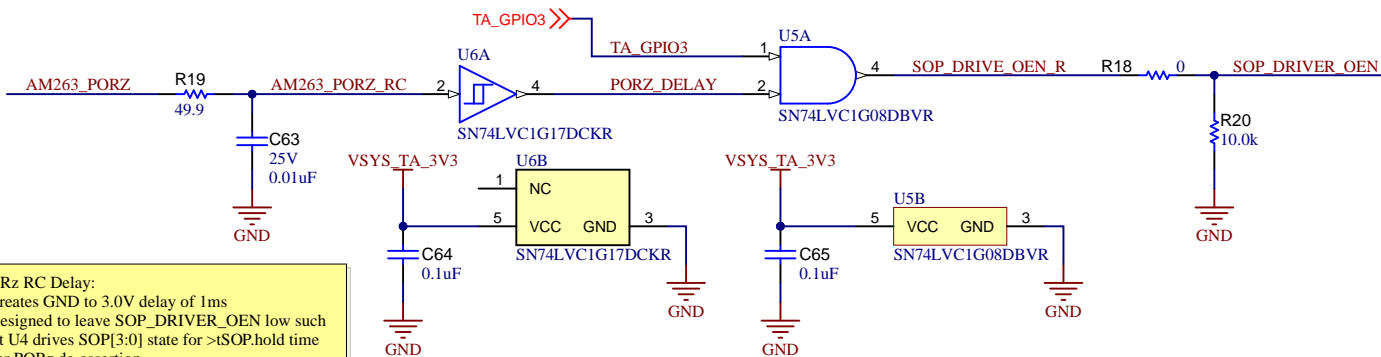 TA_GPIO3
U6A
TA_GPIO3
1
U5A
R19
AM263_PORZ
AM263_PORZ_RC
2
4
PORZ_DELAY
2
4
SOP_DRIVE_OEN_R
R18
0
SOP_DRIVER_OEN
49.9
SN74LVC1G17DCKR
SN74LVC1G08DBVR
R20
10.0k
C63
25V
0.01uF
GND
VSYS_TA_3V3
U6B
1
NC
5
VCC
GND
3
SN74LVC1G17DCKR
C64
0.1uF
GND
GND
VSYS_TA_3V3
U5B
5
VCC
GND
3
SN74LVC1G08DBVR
C65
0.1uF
GND
GND
GND
Rz RC Delay:
reates GND to 3.0V delay of 1ms
esigned to leave SOP_DRIVER_OEN low such
t U4 drives SOP[3:0] state for >tSOP.hold time